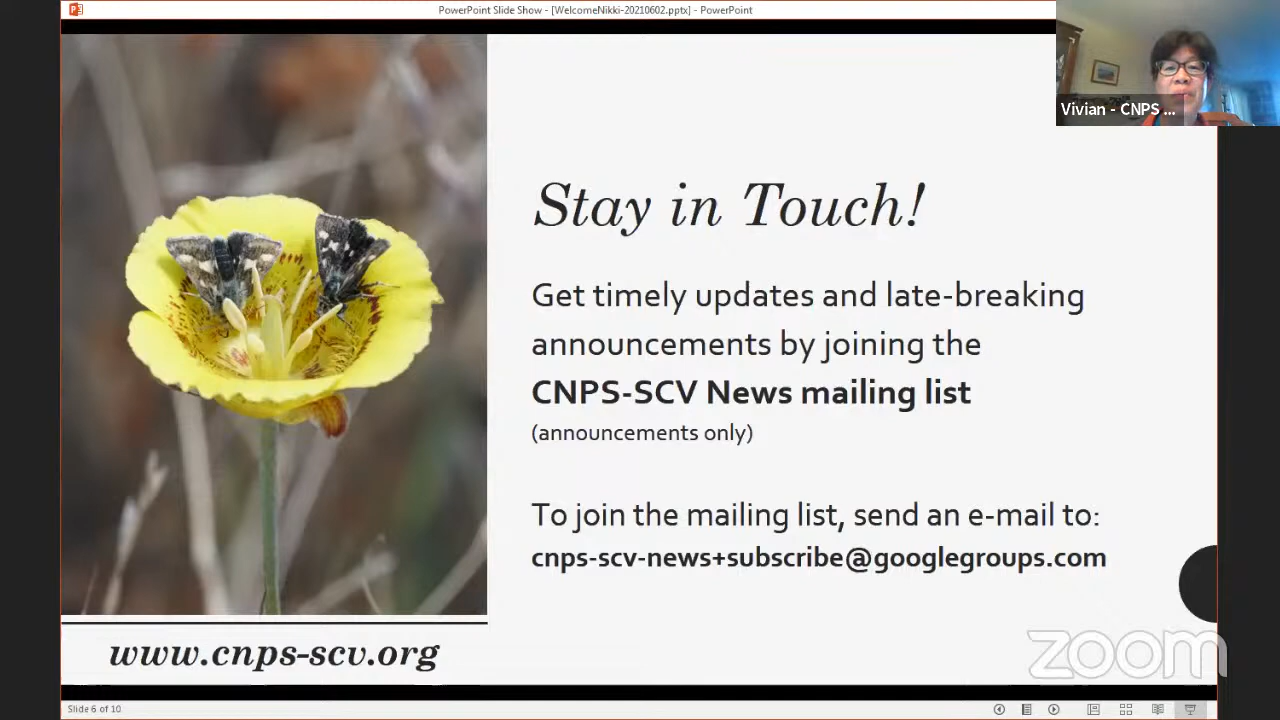 PowerPoint Slide Show - [WelcomeNikki-20210602.pptx] - PowerPoint
Vivian - CNPS ...
Stay in Touch!
Get timely updates and late-breaking
announcements by joining the
CNPS-SCV News mailing list
(announcements only)
To join the mailing list, send an e-mail to:
cnps-scv-news+subscribe@googlegroups.com
www.cnps-scv.org
zoom
Slide 6 of 10